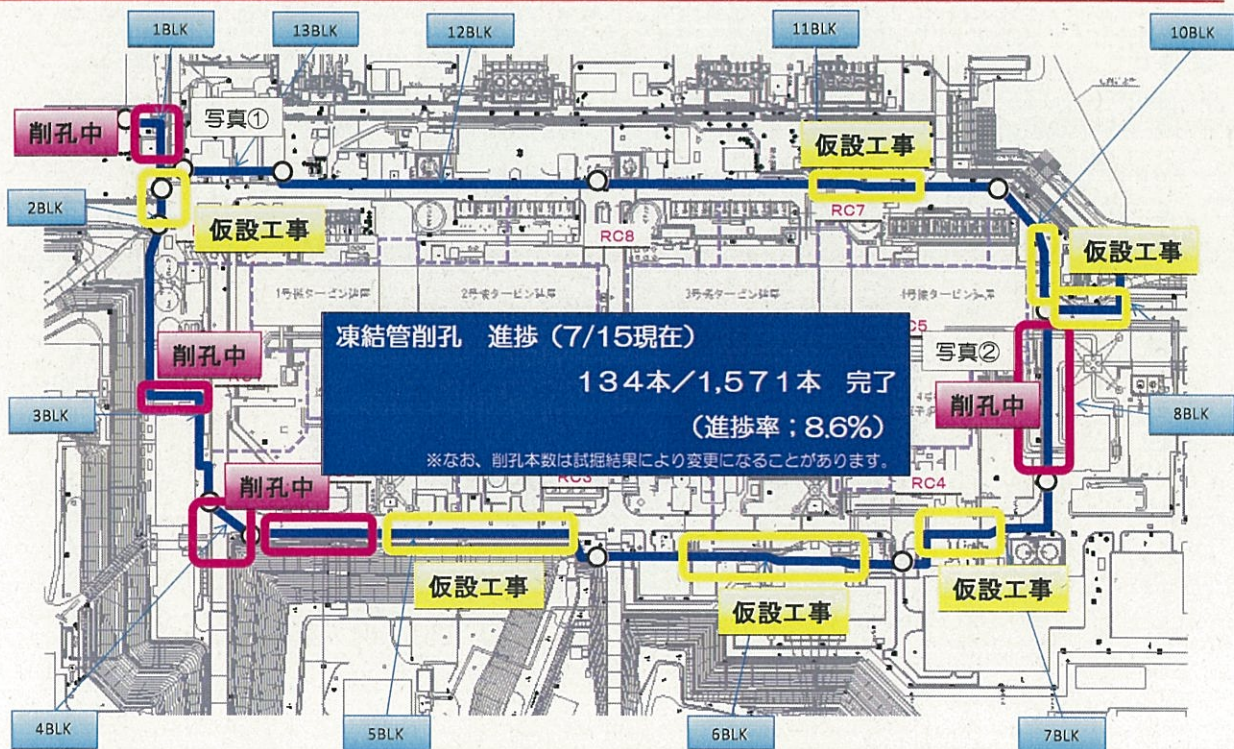 1BLK
13BLK
12BLK
11BLK
10BLK
削孔中
写真①
仮設工事
2BLK
仮設工事
RC7
RC8
仮設工事
1号機タービン建屋
2号機タービン建屋
3号機タービン建屋
4号機タービン建屋
凍結管削孔 進捗（7/15現在）
134本／1,571本 完了
（進捗率；8.6%）
※なお、削孔本数は試掘結果により変更になることがあります。
写真②
削孔中
3BLK
削孔中
8BLK
削孔中
RC3
RC4
仮設工事
仮設工事
仮設工事
4BLK
5BLK
6BLK
7BLK